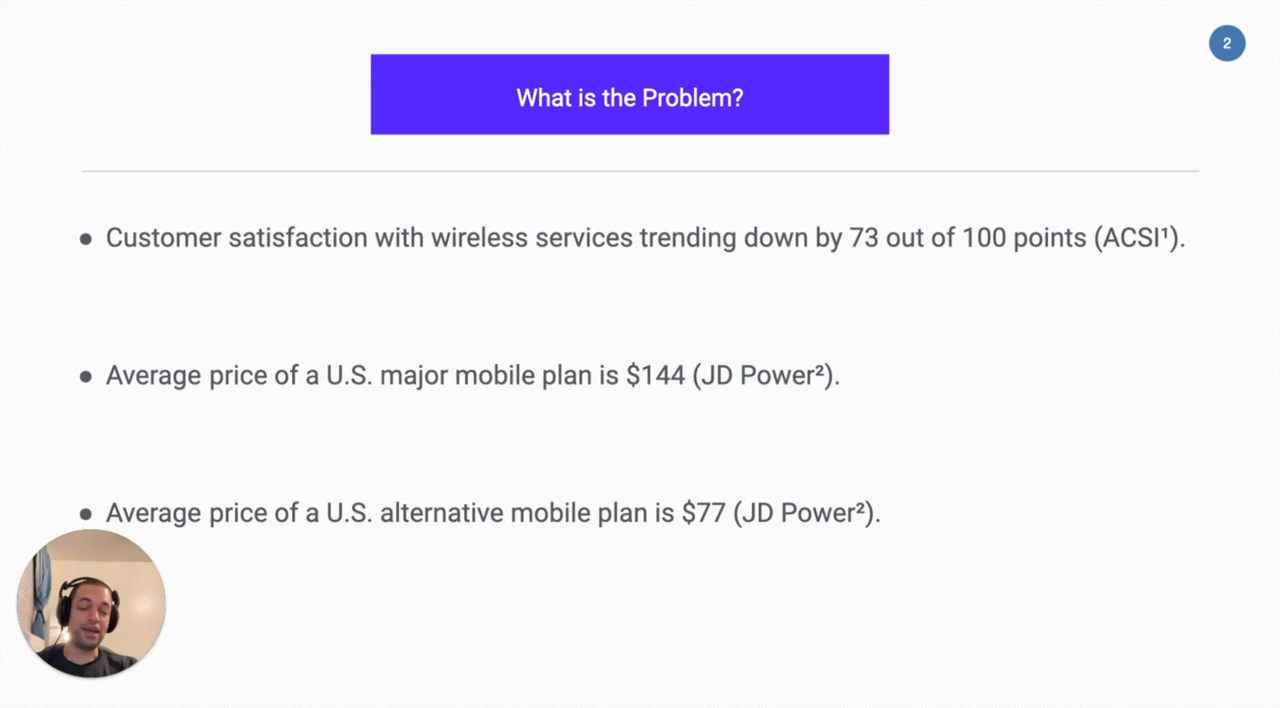 2
What is the Problem?
● Customer satisfaction with wireless services trending down by 73 out of 100 points (ACSI¹).
● Average price of a U.S. major mobile plan is $144 (JD Power²).
● Average price of a U.S. alternative mobile plan is $77 (JD Power²).